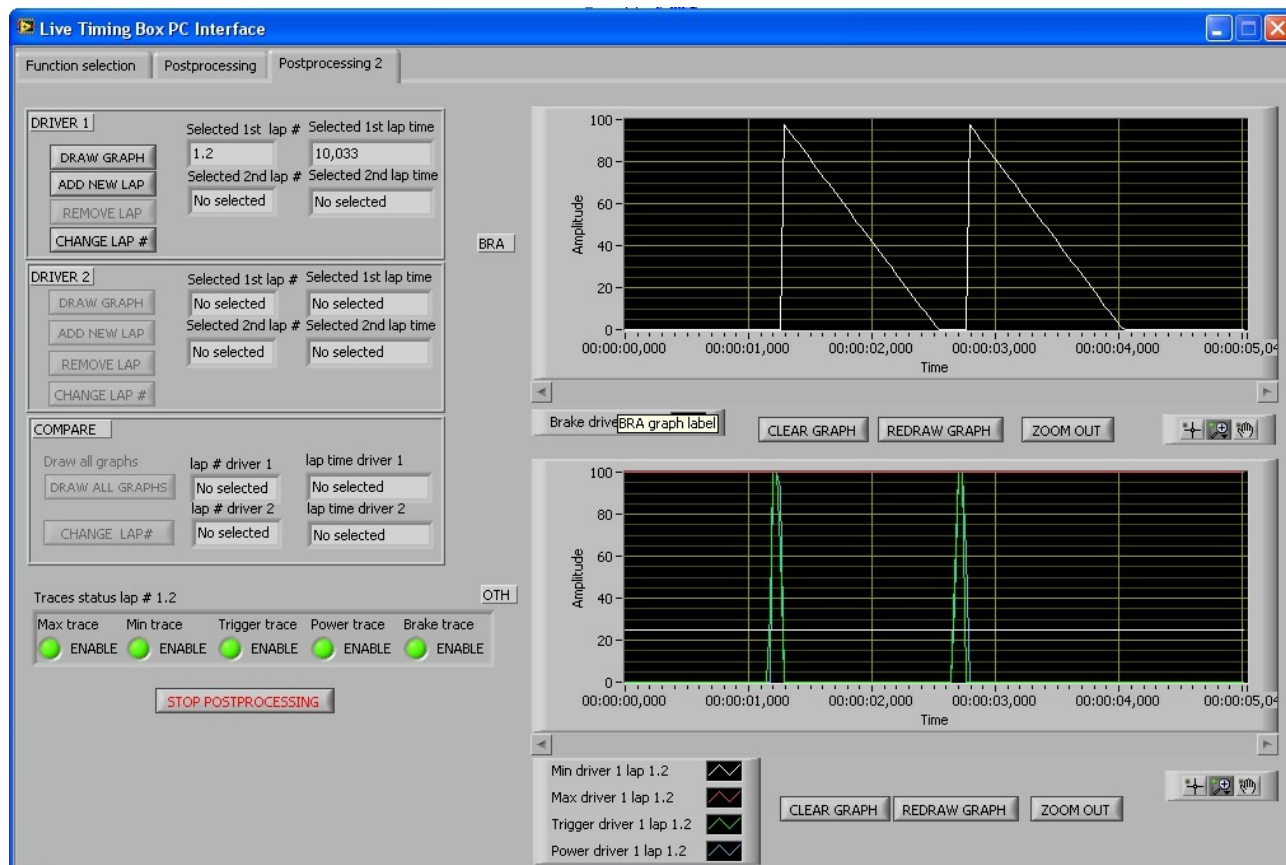 Live Timing Box PC Interface
Function selection Postprocessing Postprocessing 2
DRIVER 1
Selected 1st lap # Selected 1st lap time
DRAW GRAPH 1.2 10,033
ADD NEW LAP Selected 2nd lap # Selected 2nd lap time
REMOVE LAP No selected No selected
CHANGE LAP #
DRIVER 2
Selected 1st lap # Selected 1st lap time
DRAW GRAPH No selected No selected
ADD NEW LAP Selected 2nd lap # Selected 2nd lap time
REMOVE LAP No selected No selected
CHANGE LAP #
COMPARE
Draw all graphs lap # driver 1 lap time driver 1
DRAW ALL GRAPHS No selected No selected
lap # driver 2 lap time driver 2
CHANGE LAP# No selected No selected
Traces status lap # 1.2
Max trace Min trace Trigger trace Power trace Brake trace
ENABLE ENABLE ENABLE ENABLE ENABLE
STOP POSTPROCESSING
BRA
100
80
60
40
20
0
Amplitude
00:00:00,000 00:00:01,000 00:00:02,000 00:00:03,000 00:00:04,000 00:00:05,04
Time
Brake drive BRA graph label
CLEAR GRAPH REDRAW GRAPH ZOOM OUT
OTH
100
80
60
40
20
0
Amplitude
00:00:00,000 00:00:01,000 00:00:02,000 00:00:03,000 00:00:04,000 00:00:05,04
Time
Min driver 1 lap 1.2
Max driver 1 lap 1.2
Trigger driver 1 lap 1.2
Power driver 1 lap 1.2
CLEAR GRAPH REDRAW GRAPH ZOOM OUT